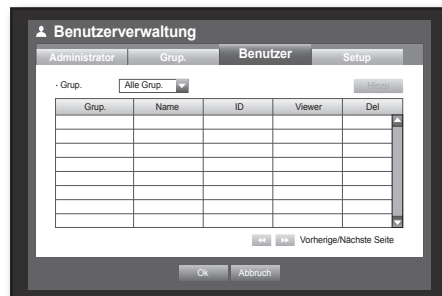 Benutzerverwaltung
Administrator Grup. Benutzer Setup
· Grup. Alle Grup. Hinzu
Grup. Name ID Viewer Del
Vorherige/Nächste Seite
Ok Abbruch